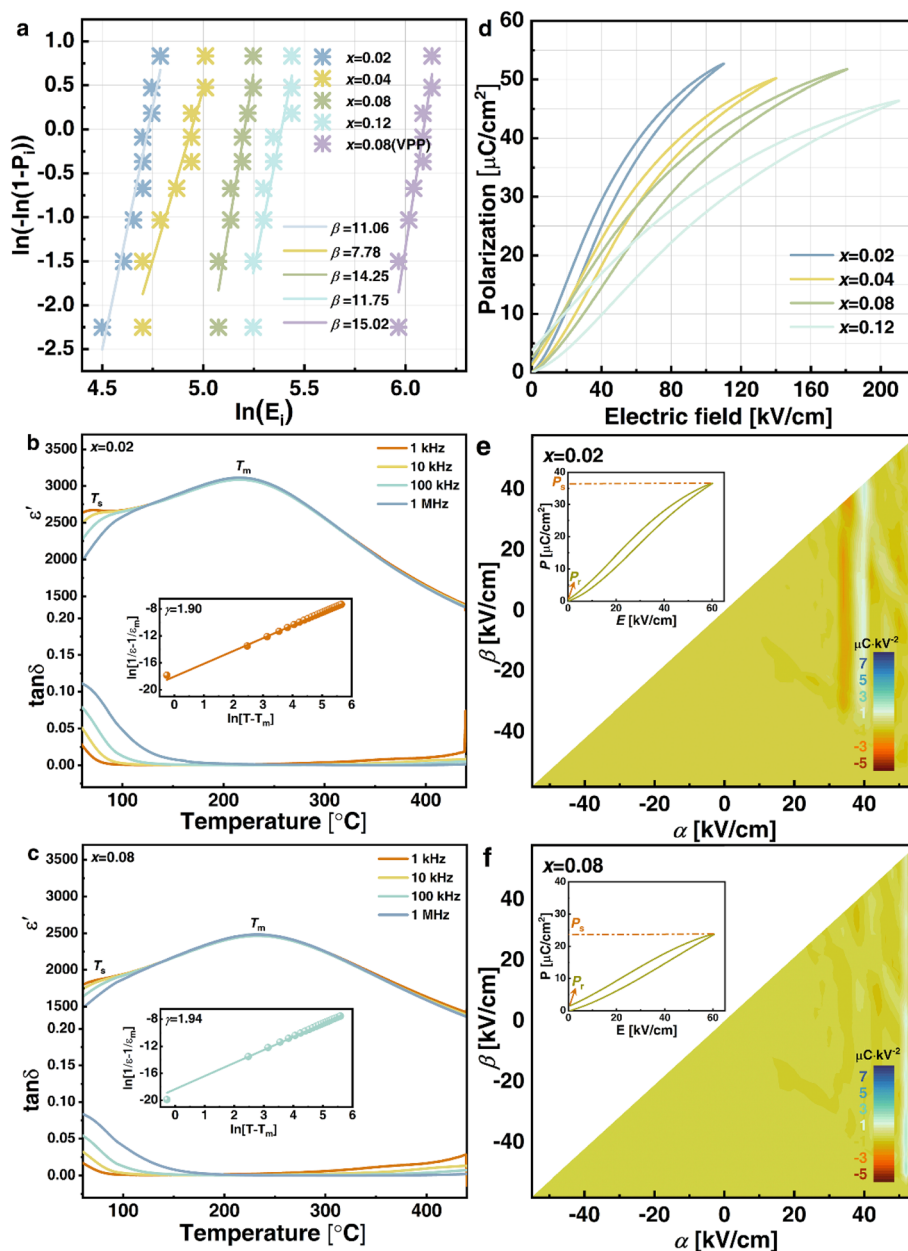 a
ln(-ln(1-Pᵢ))
1.0
0.5
0.0
-0.5
-1.0
-1.5
-2.0
-2.5
x=0.02
x=0.04
x=0.08
x=0.12
x=0.08(VPP)
β=11.06
β=7.78
β=14.25
β=11.75
β=15.02
4.5 5.0 5.5 6.0
ln(Eᵢ)
d
Polarization [μC/cm²]
60
50
40
30
20
10
0
x=0.02
x=0.04
x=0.08
x=0.12
0 40 80 120 160 200
Electric field [kV/cm]
b
x=0.02
ε′
3500
3000
2500
2000
1500
Tₛ
Tₘ
1 kHz
10 kHz
100 kHz
1 MHz
tanδ
0.20
0.15
0.10
0.05
0.00
γ=1.90
ln[1/ε-1/εₘ]
-8
-12
-16
-20
0 1 2 3 4 5 6
ln[T-Tₘ]
100 200 300 400
Temperature [°C]
e
x=0.02
β [kV/cm]
40
20
0
-20
-40
P [μC/cm²]
40
30
20
10
0
Pₛ
Pᵣ
0 20 40 60
E [kV/cm]
μC·kV⁻²
7
5
3
1
-1
-3
-5
-40 -20 0 20 40
α [kV/cm]
c
x=0.08
ε′
3500
3000
2500
2000
1500
Tₛ
Tₘ
1 kHz
10 kHz
100 kHz
1 MHz
tanδ
0.20
0.15
0.10
0.05
0.00
γ=1.94
ln[1/ε-1/εₘ]
-8
-12
-16
-20
0 1 2 3 4 5 6
ln[T-Tₘ]
100 200 300 400
Temperature [°C]
f
x=0.08
β [kV/cm]
40
20
0
-20
-40
P [μC/cm²]
40
30
20
10
0
Pₛ
Pᵣ
0 20 40 60
E [kV/cm]
μC·kV⁻²
7
5
3
1
-1
-3
-5
-40 -20 0 20 40
α [kV/cm]